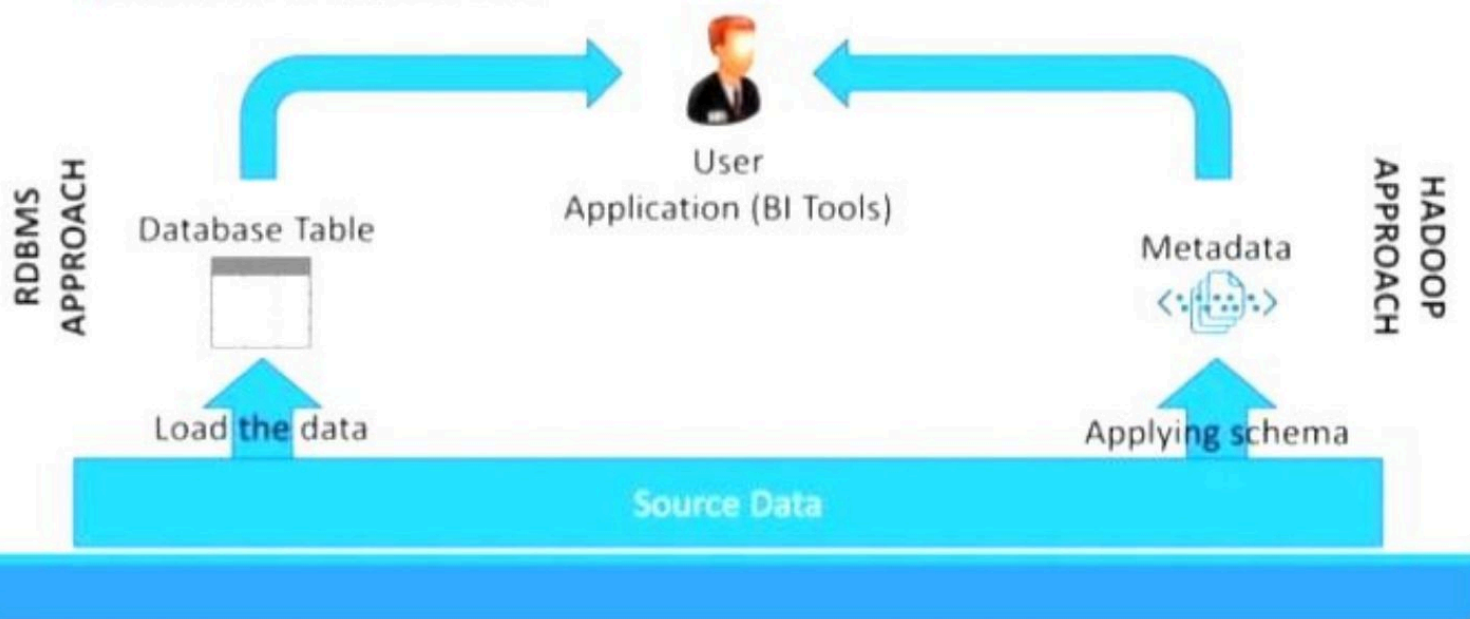 User
Application (BI Tools)
RDBMS
APPROACH
Database Table
Metadata
HADOOP
APPROACH
Load the data
Applying schema
Source Data